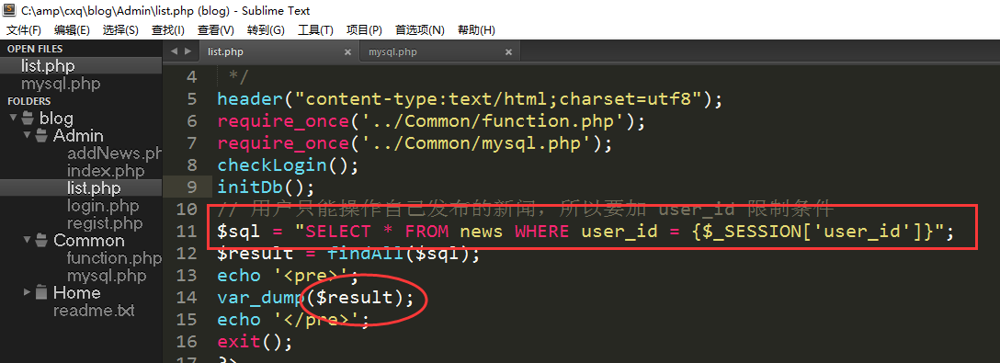 C:\amp\cxq\blog\Admin\list.php (blog) - Sublime Text
文件(F) 编辑(E) 选择(S) 查找(I) 查看(V) 转到(G) 工具(T) 项目(P) 首选项(N) 帮助(H)
OPEN FILES
list.php
mysql.php
FOLDERS
blog
Admin
addNews.ph
index.php
list.php
login.php
regist.php
Common
function.php
mysql.php
Home
readme.txt
list.php × mysql.php ×
4 */
5 header("content-type:text/html;charset=utf8");
6 require_once('../Common/function.php');
7 require_once('../Common/mysql.php');
8 checkLogin();
9 initDb();
10 // 用户只能操作自己发布的新闻，所以要加 user_id 限制条件
11 $sql = "SELECT * FROM news WHERE user_id = {$_SESSION['user_id']}";
12 $result = findAll($sql);
13 echo '<pre>';
14 var_dump($result);
15 echo '</pre>';
16 exit();
17 ?>